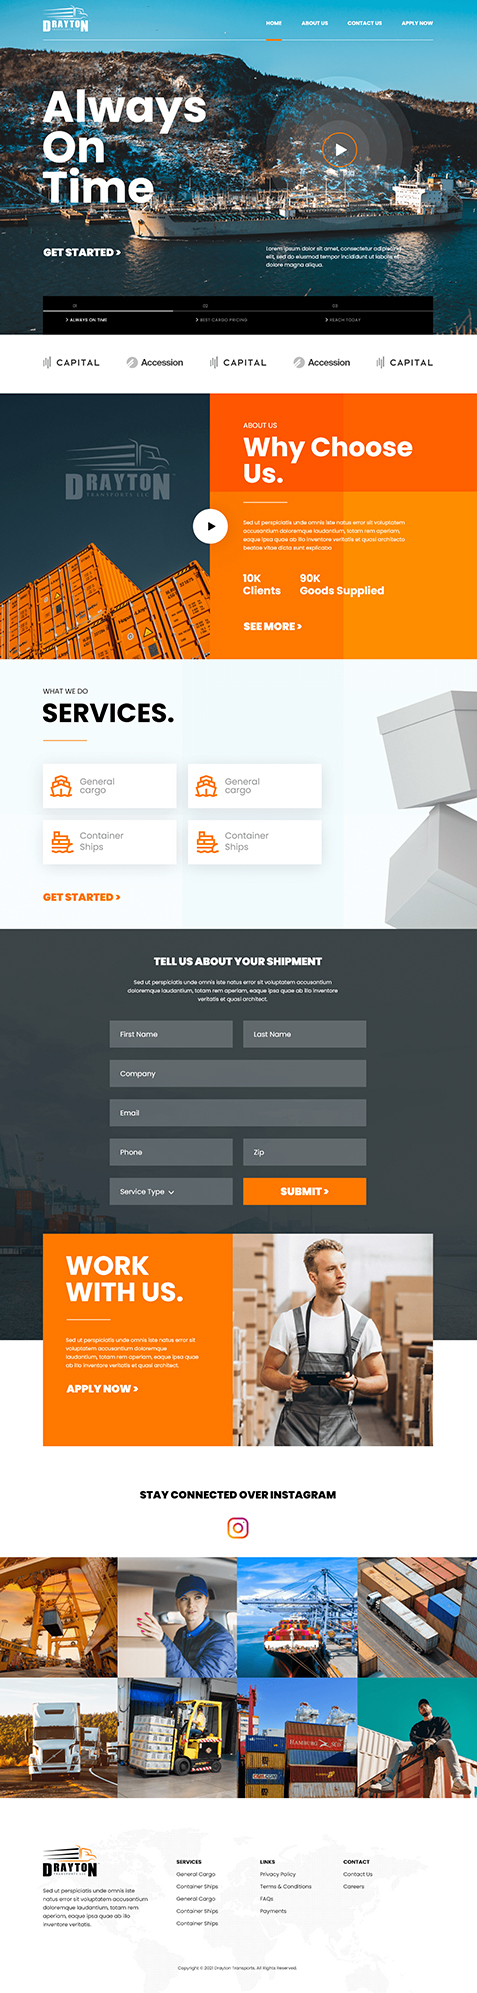 DRAYTON
TRANSPORTS LLC
HOME
ABOUT US
CONTACT US
APPLY NOW
Always
On
Time
GET STARTED >
Lorem ipsum dolor sit amet, consectetur adipiscing
elit, sed do eiusmod tempor incididunt ut labore et
dolore magna aliqua.
01
02
03
> ALWAYS ON TIME
> BEST CARGO PRICING
> REACH TODAY
CAPITAL
Accession
CAPITAL
Accession
CAPITAL
DRAYTON
TRANSPORTS LLC
ABOUT US
Why Choose
Us.
Sed ut perspiciatis unde omnis iste natus error sit voluptatem
accusantium doloremque laudantium, totam rem aperiam,
eaque ipsa quae ab illo inventore veritatis et quasi architecto
beatae vitae dicta sunt explicabo
10K
Clients
90K
Goods Supplied
SEE MORE >
WHAT WE DO
SERVICES.
General
cargo
General
cargo
Container
Ships
Container
Ships
GET STARTED >
TELL US ABOUT YOUR SHIPMENT
Sed ut perspiciatis unde omnis iste natus error sit voluptatem accusantium
doloremque laudantium, totam rem aperiam, eaque ipsa quae ab illo inventore
veritatis et quasi architect.
First Name
Last Name
Company
Email
Phone
Zip
Service Type
SUBMIT >
WORK
WITH US.
Sed ut perspiciatis unde omnis iste natus error sit
voluptatem accusantium doloremque
laudantium, totam rem aperiam, eaque ipsa quae
ab illo inventore veritatis et quasi architect.
APPLY NOW >
STAY CONNECTED OVER INSTAGRAM
HAMBURG SÜD
DRAYTON
TRANSPORTS LLC
Sed ut perspiciatis unde omnis iste
natus error sit voluptatem accusantium
doloremque laudantium, totam rem
aperiam, eaque ipsa quae ab illo
inventore veritatis.
SERVICES
General Cargo
Container Ships
General Cargo
Container Ships
Container Ships
LINKS
Privacy Policy
Terms & Conditions
FAQs
Payments
CONTACT
Contact Us
Careers
Copyright © 2021 Drayton Transports. All Rights Reserved.